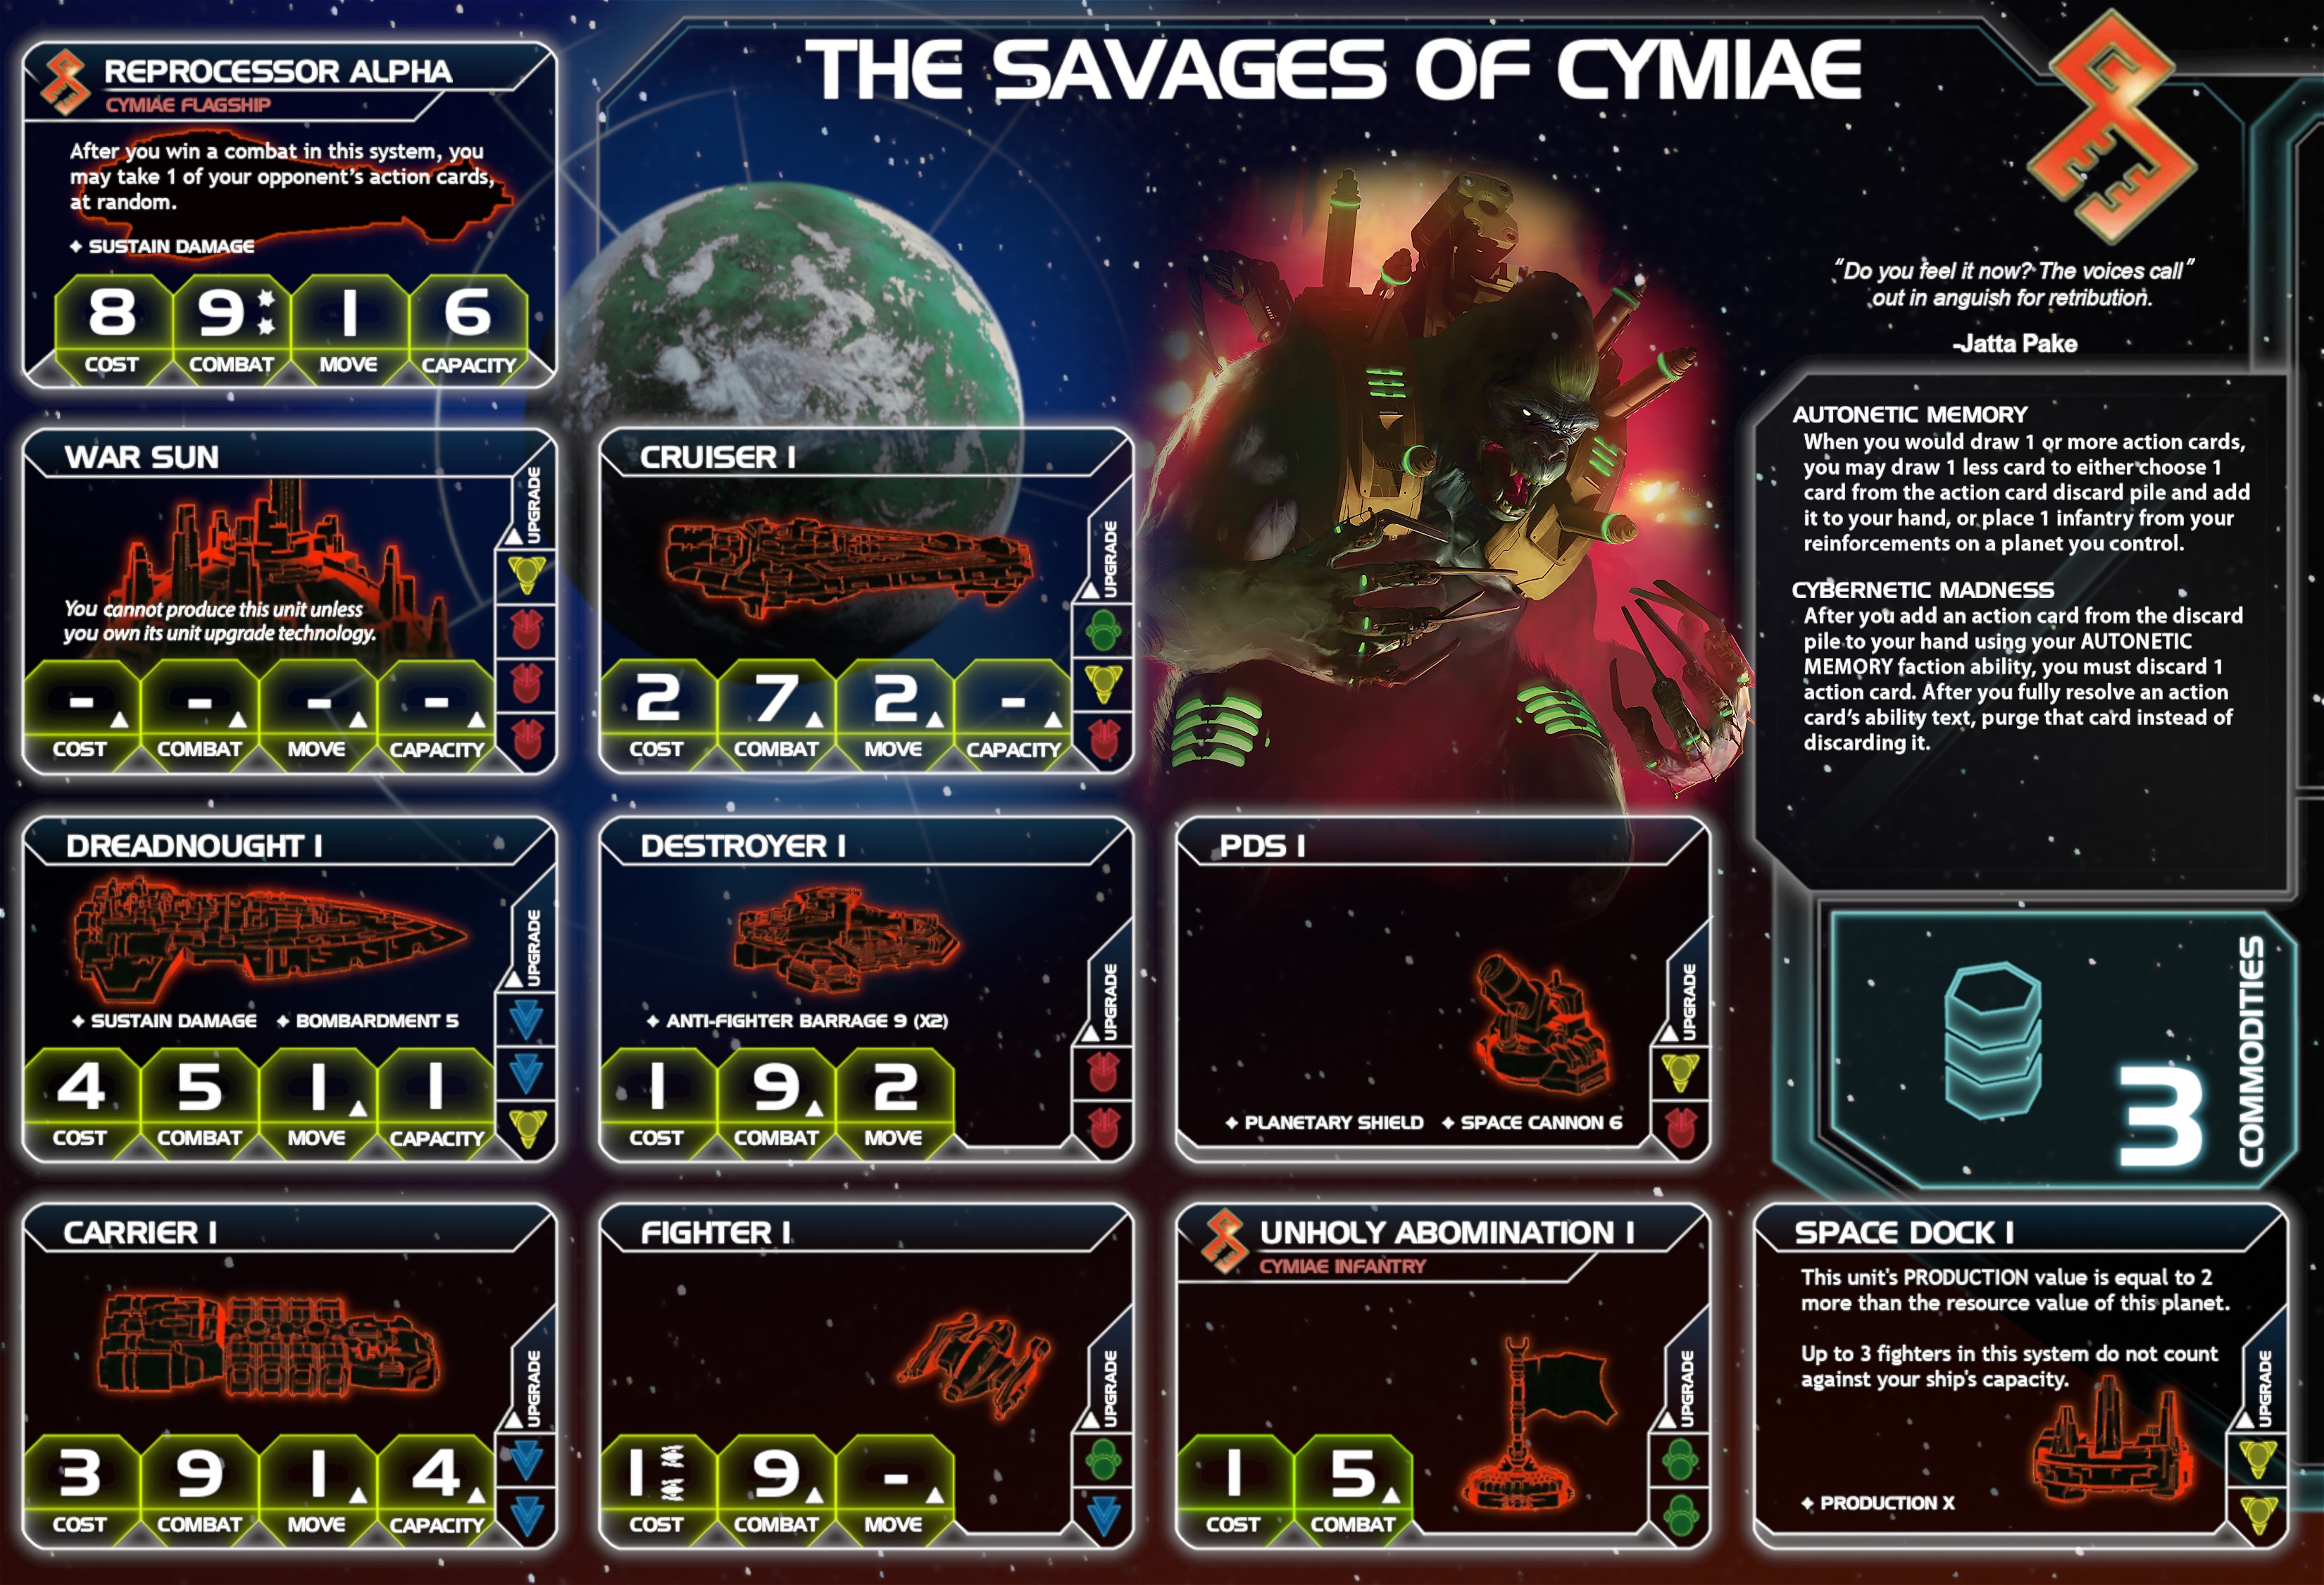 THE SAVAGES OF CYMIAE
REPROCESSOR ALPHA
CYMIAE FLAGSHIP
After you win a combat in this system, you
may take 1 of your opponent's action cards,
at random.
SUSTAIN DAMAGE
8 9 1 6
COST COMBAT MOVE CAPACITY
"Do you feel it now? The voices call"
out in anguish for retribution.
-Jatta Pake
AUTONETIC MEMORY
When you would draw 1 or more action cards,
you may draw 1 less card to either choose 1
card from the action card discard pile and add
it to your hand, or place 1 infantry from your
reinforcements on a planet you control.
CYBERNETIC MADNESS
After you add an action card from the discard
pile to your hand using your AUTONETIC
MEMORY faction ability, you must discard 1
action card. After you fully resolve an action
card's ability text, purge that card instead of
discarding it.
WAR SUN
UPGRADE
You cannot produce this unit unless
you own its unit upgrade technology.
- - - -
COST COMBAT MOVE CAPACITY
CRUISER I
UPGRADE
2 7 2 -
COST COMBAT MOVE CAPACITY
DREADNOUGHT I
UPGRADE
SUSTAIN DAMAGE BOMBARDMENT 5
4 5 1 1
COST COMBAT MOVE CAPACITY
DESTROYER I
UPGRADE
ANTI-FIGHTER BARRAGE 9 (X2)
1 9 2
COST COMBAT MOVE
PDS I
UPGRADE
PLANETARY SHIELD SPACE CANNON 6
3
COMMODITIES
CARRIER I
UPGRADE
3 9 1 4
COST COMBAT MOVE CAPACITY
FIGHTER I
UPGRADE
1 9 -
COST COMBAT MOVE
UNHOLY ABOMINATION I
CYMIAE INFANTRY
UPGRADE
1 5
COST COMBAT
SPACE DOCK I
This unit's PRODUCTION value is equal to 2
more than the resource value of this planet.
Up to 3 fighters in this system do not count
against your ship's capacity.
UPGRADE
PRODUCTION X